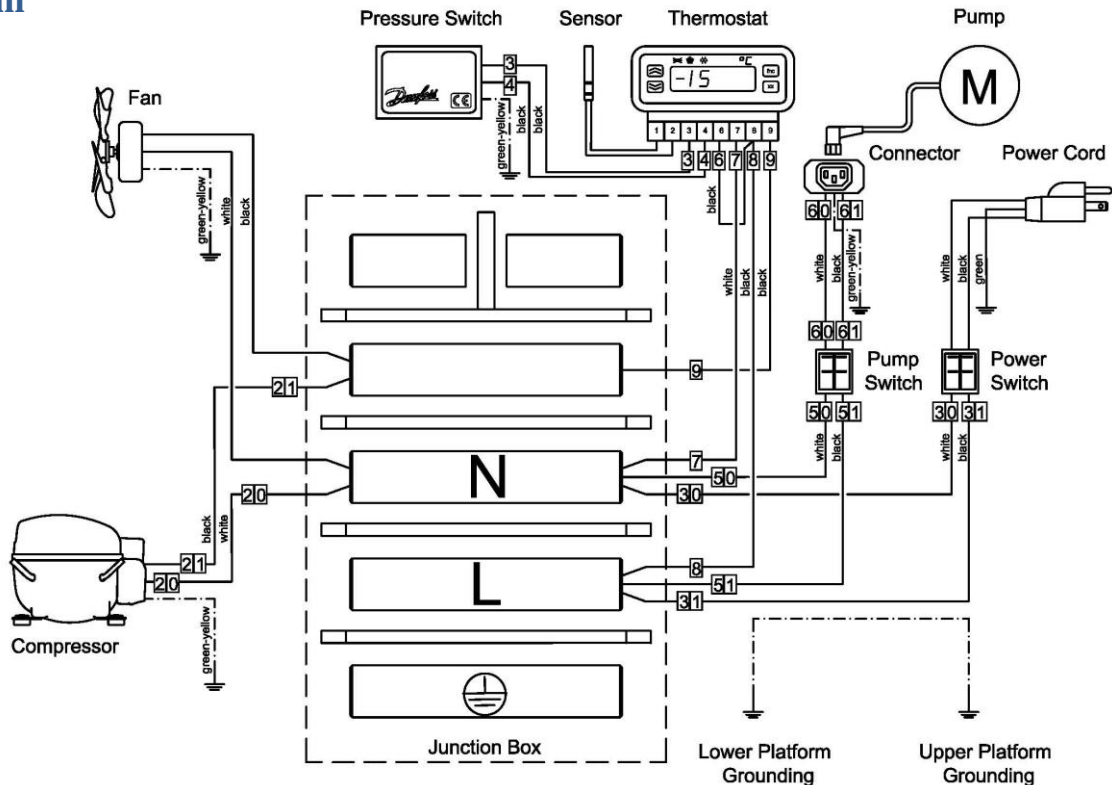 m
Pressure Switch
Sensor
Thermostat
Pump
Fan
Danfoss
CE
3
4
green-yellow
black
black
°C
-15
fnc
1 2 3 4 6 7 8 9
3 4 6 7 8 9
M
Connector
Power Cord
60 61
green-yellow
white
black
black
white
black
black
white
black
green-yellow
white
black
green
60 61
Pump
Switch
Power
Switch
50 51
30 31
white
black
white
black
21
9
N
7
50
30
20
black
white
21
20
L
8
51
31
Compressor
green-yellow
Junction Box
Lower Platform
Grounding
Upper Platform
Grounding